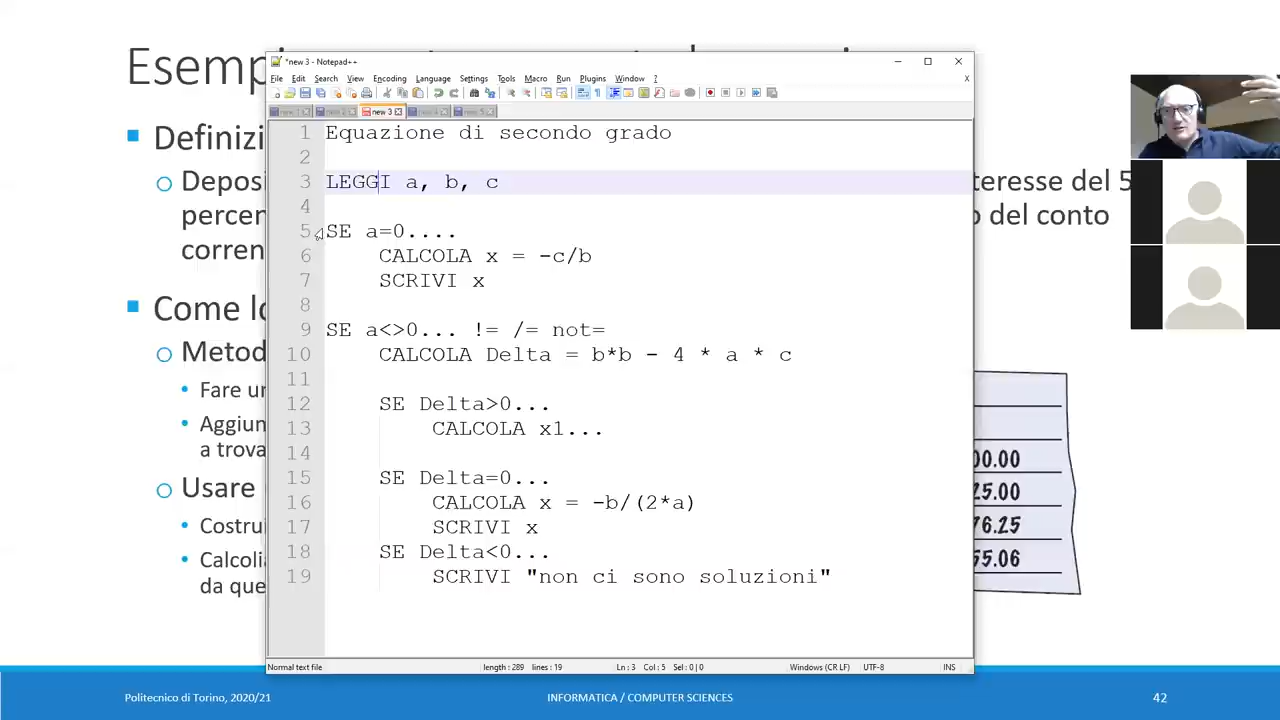 Esemp
*new 3 - Notepad++
File Edit Search View Encoding Language Settings Tools Macro Run Plugins Window ? X
new 3
1 Equazione di secondo grado
2
3 LEGGI a, b, c
4
5 SE a=0....
6 CALCOLA x = -c/b
7 SCRIVI x
8
9 SE a<>0... != /= not=
10 CALCOLA Delta = b*b - 4 * a * c
11
12 SE Delta>0...
13 CALCOLA x1...
14
15 SE Delta=0...
16 CALCOLA x = -b/(2*a)
17 SCRIVI x
18 SE Delta<0...
19 SCRIVI "non ci sono soluzioni"
Normal text file length : 289 lines : 19 Ln : 3 Col : 5 Sel : 0 | 0 Windows (CR LF) UTF-8 INS
Definizi
Deposi teresse del 5
percen o del conto
corren
Come lo
Metod
Fare un
Aggiun
a trova
Usare
Costrui
Calcolia
da que
00.00
25.00
76.25
55.06
Politecnico di Torino, 2020/21 INFORMATICA / COMPUTER SCIENCES 42